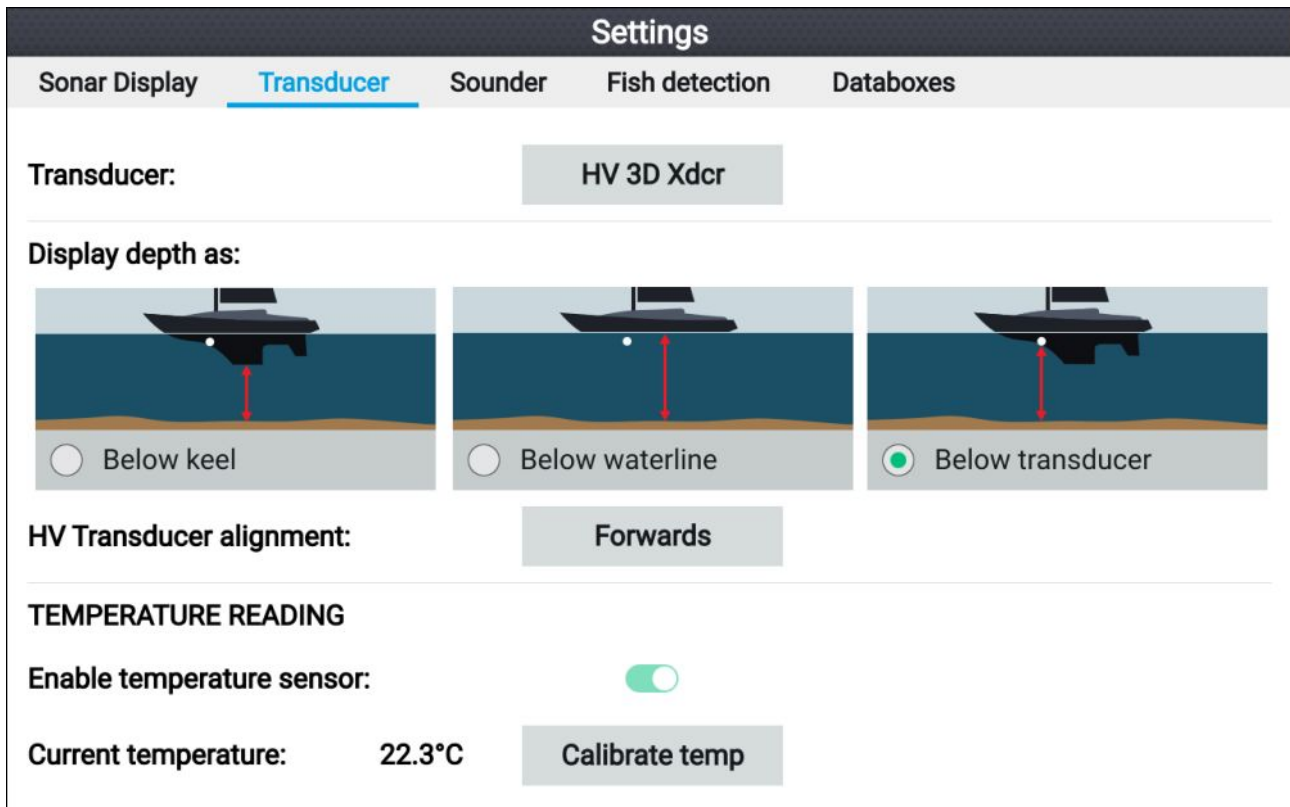 Settings
Sonar Display Transducer Sounder Fish detection Databoxes
Transducer: HV 3D Xdcr
Display depth as:
Below keel Below waterline Below transducer
HV Transducer alignment: Forwards
TEMPERATURE READING
Enable temperature sensor:
Current temperature: 22.3°C Calibrate temp